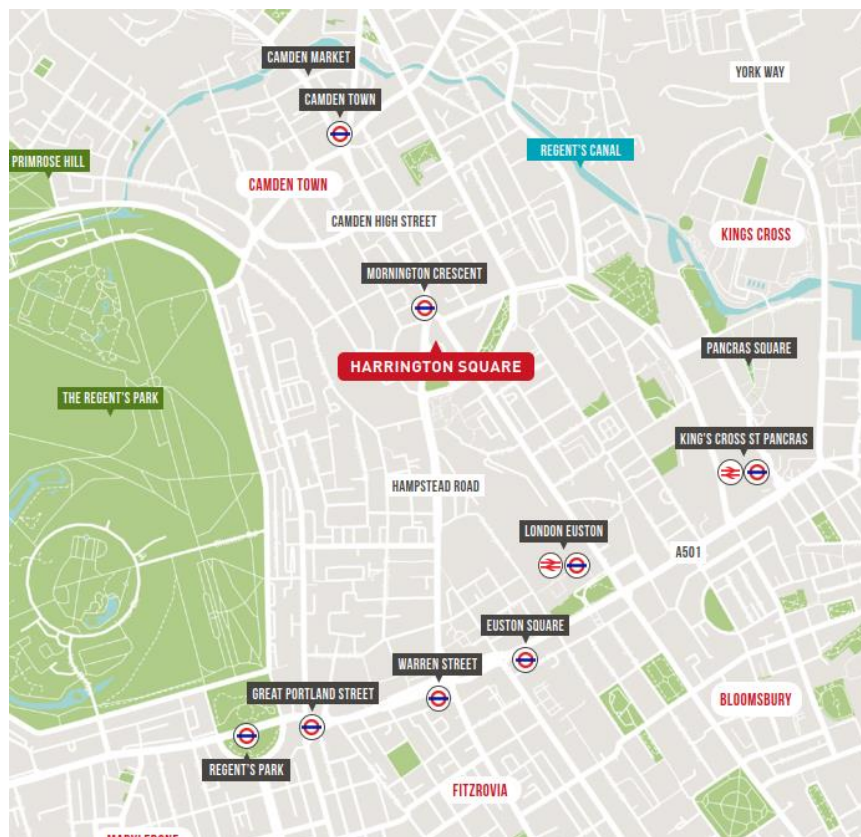 CAMDEN MARKET
YORK WAY
CAMDEN TOWN
REGENT'S CANAL
PRIMROSE HILL
CAMDEN TOWN
CAMDEN HIGH STREET
KINGS CROSS
MORNINGTON CRESCENT
PANCRAS SQUARE
HARRINGTON SQUARE
THE REGENT'S PARK
KING'S CROSS ST PANCRAS
HAMPSTEAD ROAD
LONDON EUSTON
A501
EUSTON SQUARE
WARREN STREET
GREAT PORTLAND STREET
BLOOMSBURY
REGENT'S PARK
FITZROVIA
MARYLEBONE